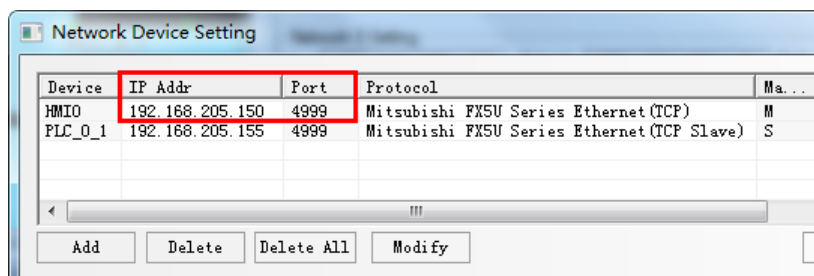 Network Device Setting
Device IP Addr Port Protocol Ma...
HMI0 192.168.205.150 4999 Mitsubishi FX5U Series Ethernet(TCP) M
PLC_0_1 192.168.205.155 4999 Mitsubishi FX5U Series Ethernet(TCP Slave) S
Add Delete Delete All Modify